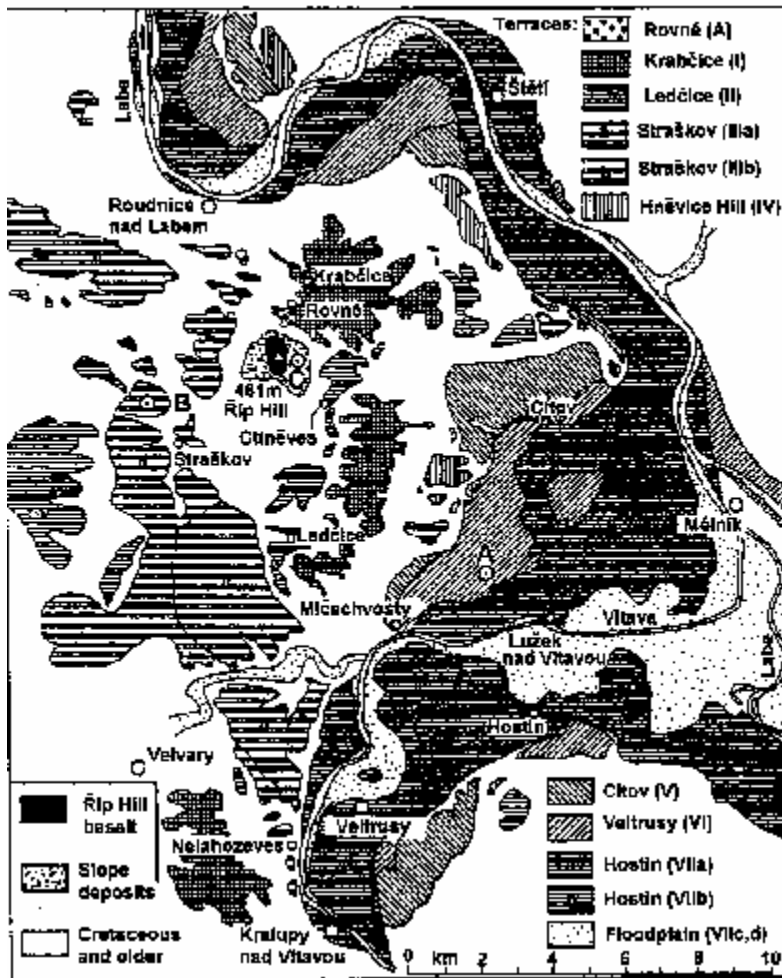 Terraces:
Rovné (A)
Krabčice (I)
Ledčice (II)
Straškov (IIIa)
Straškov (IIIb)
Hněvice Hill (IV)
Labe
Štětí
Roudnice
nad Labem
Krabčice
Rovné
461m
Říp Hill
Ctiněves
B
Straškov
Citov
Mělník
Ledčice
A
Mlčechvosty
Vltava
Lužec
nad Vltavou
Labe
Hostín
Velvary
Veltrusy
Nelahozeves
Kralupy
nad Vltavou
Říp Hill
basalt
Slope
deposits
Cretaceous
and older
Citov (V)
Veltrusy (VI)
Hostín (VIIa)
Hostín (VIIb)
Floodplain (VIIc,d)
0 km 2 4 6 8 10